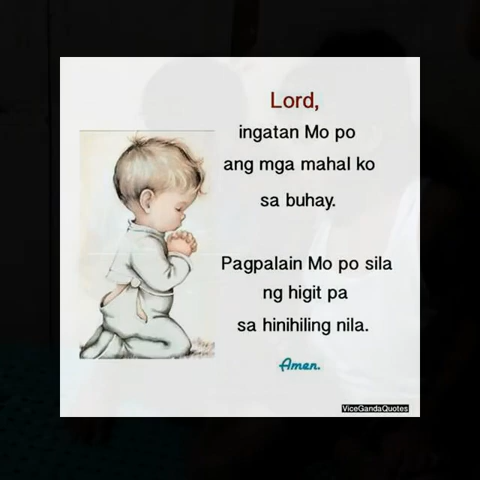 Lord,
ingatan Mo po
ang mga mahal ko
sa buhay.
Pagpalain Mo po sila
ng higit pa
sa hinihiling nila.
Amen.
ViceGandaQuotes